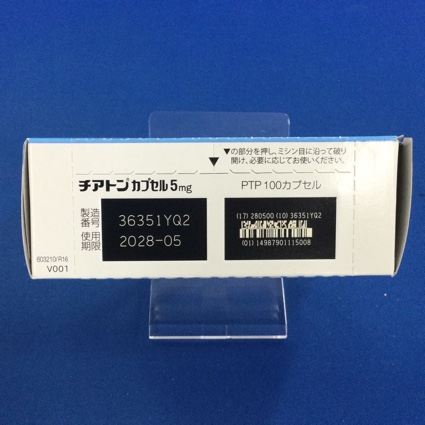 ▼の部分を押し、ミシン目に沿って破り
開け、必要に応じてお使いください。
▼
チアトンカプセル5mg
PTP 100カプセル
製造番号 36351YQ2
使用期限 2028-05
(17) 280500 (10) 36351YQ2
(01) 14987901115008
603210/R16
V001